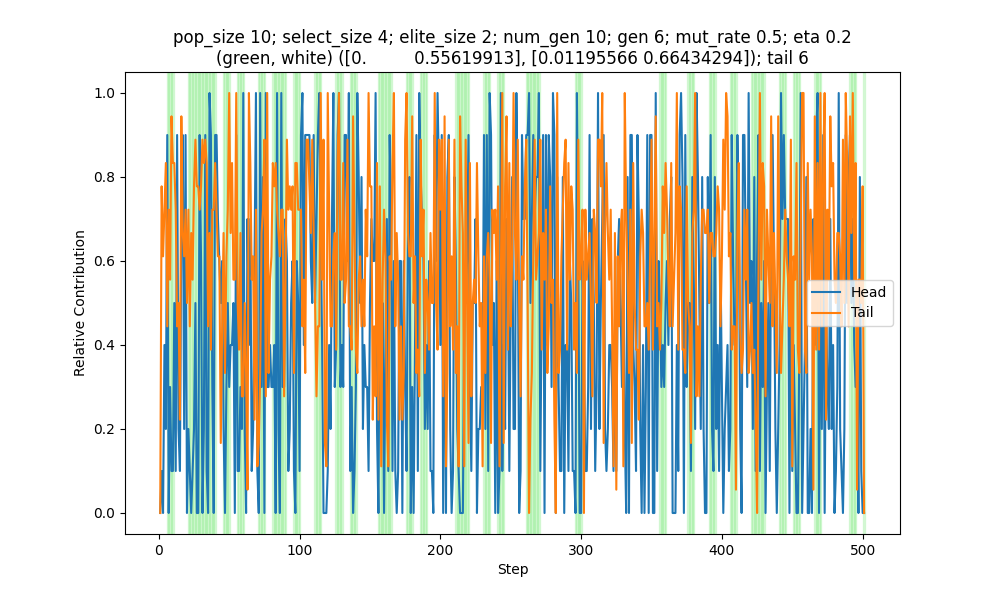 pop_size 10; select_size 4; elite_size 2; num_gen 10; gen 6; mut_rate 0.5; eta 0.2
(green, white) ([0.         0.55619913], [0.01195566 0.66434294]); tail 6
1.0
0.8
0.6
0.4
0.2
0.0
Relative Contribution
Head
Tail
0
100
200
300
400
500
Step